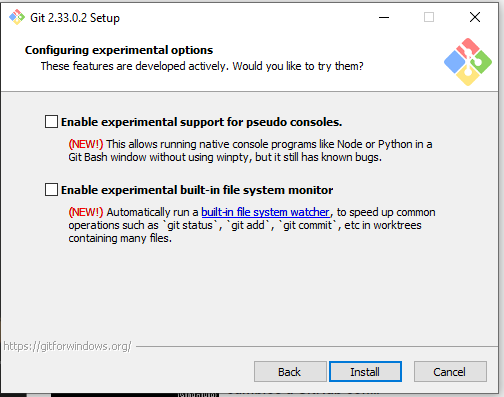 Git 2.33.0.2 Setup
Configuring experimental options
These features are developed actively. Would you like to try them?
Enable experimental support for pseudo consoles.
(NEW!) This allows running native console programs like Node or Python in a
Git Bash window without using winpty, but it still has known bugs.
Enable experimental built-in file system monitor
(NEW!) Automatically run a built-in file system watcher, to speed up common
operations such as `git status`, `git add`, `git commit`, etc in worktrees
containing many files.
https://gitforwindows.org/
Back Install Cancel